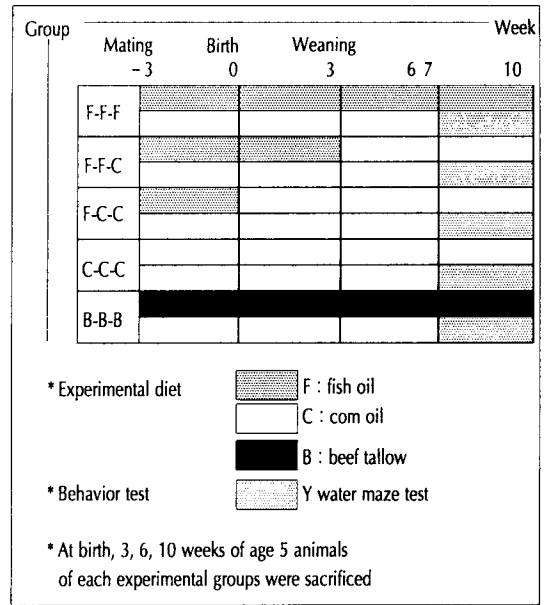 Group Week
Mating Birth Weaning
-3 0 3 6 7 10
F-F-F
F-F-C
F-C-C
C-C-C
B-B-B
* Experimental diet
F : fish oil
C : com oil
B : beef tallow
* Behavior test
Y water maze test
* At birth, 3, 6, 10 weeks of age 5 animals
of each experimental groups were sacrificed